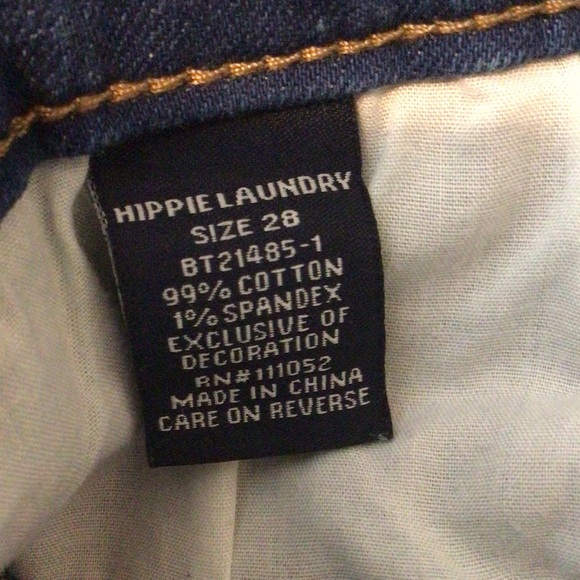 HIPPIE LAUNDRY
SIZE 28
BT21485-1
99% COTTON
1% SPANDEX
EXCLUSIVE OF
DECORATION
RN#111052
MADE IN CHINA
CARE ON REVERSE